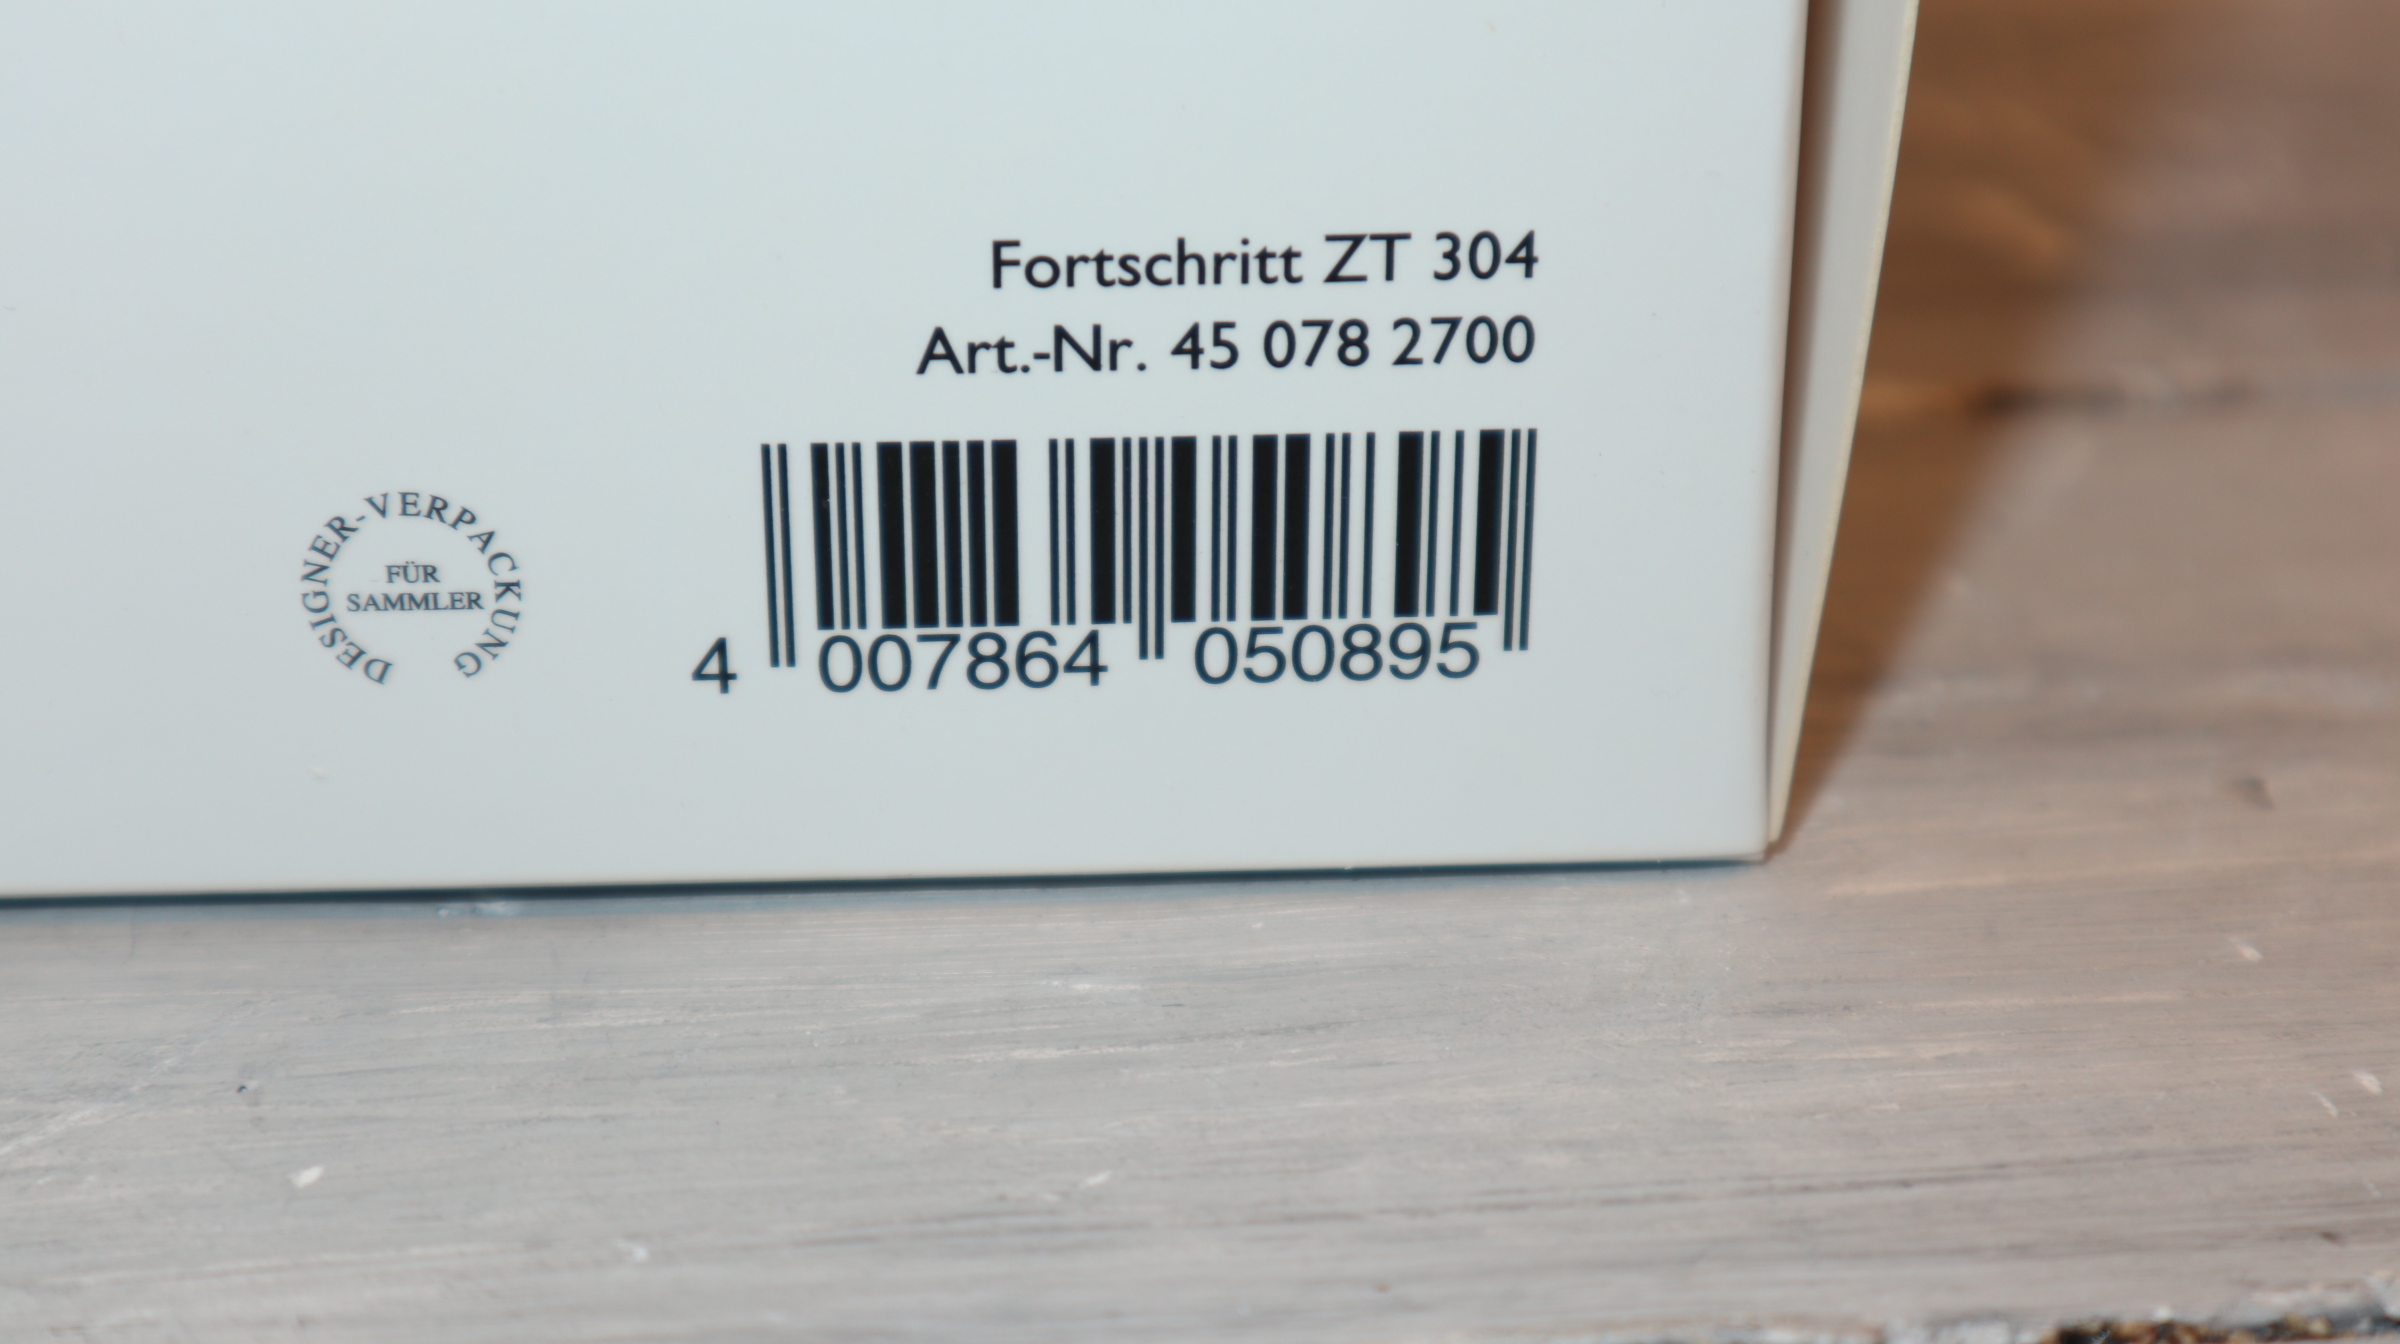 Fortschritt ZT 304
Art.-Nr. 45 078 2700
DESIGNER-VERPACKUNG
FÜR
SAMMLER
4 007864 050895